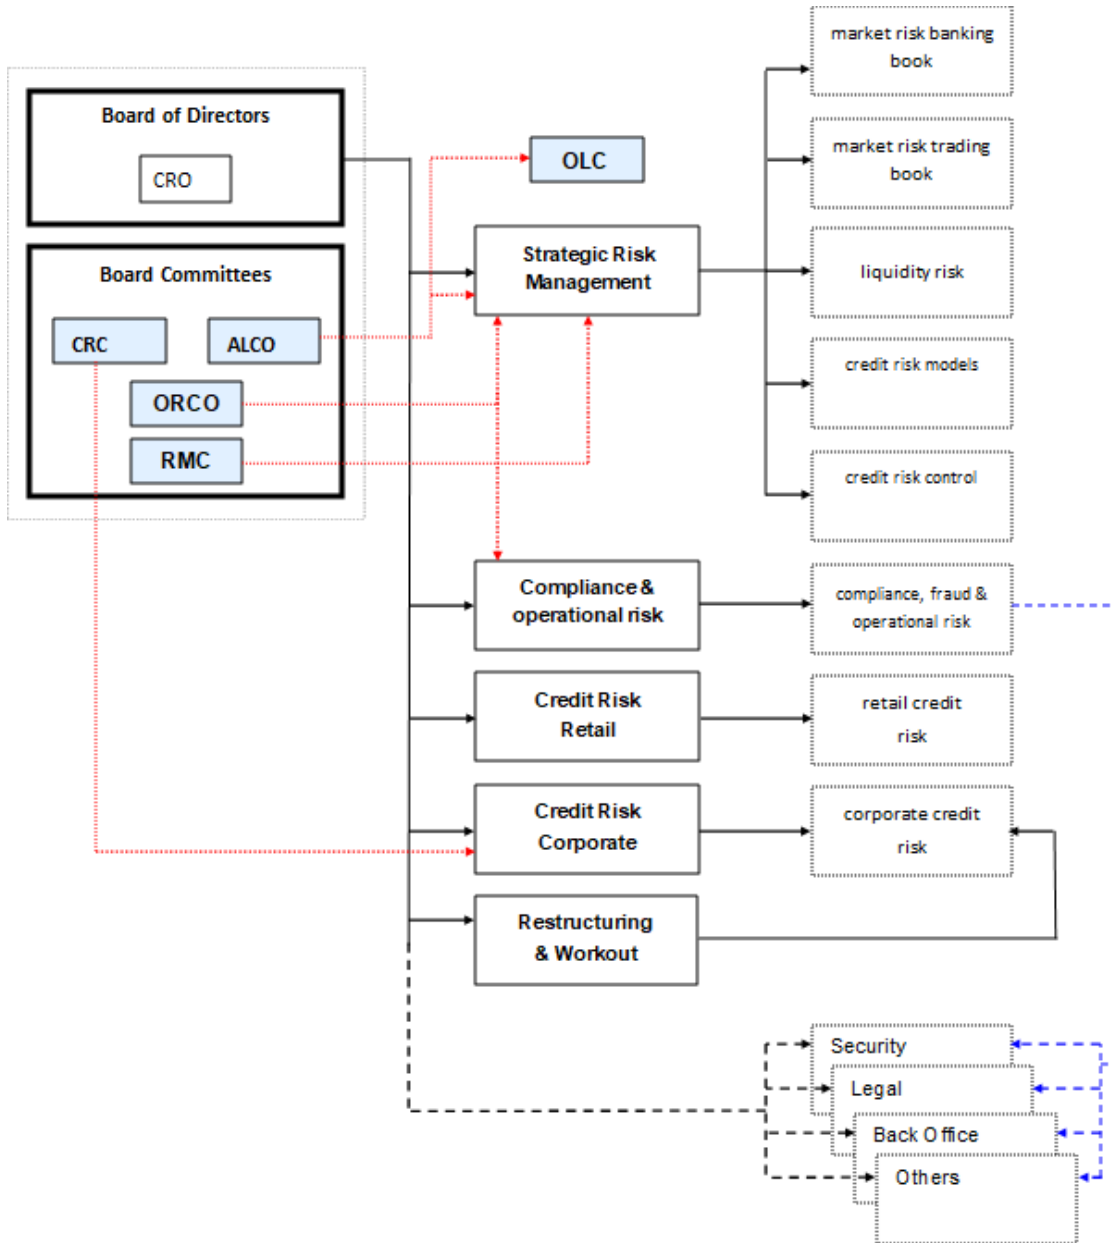 Board of Directors
CRO
Board Committees
CRC
ALCO
ORCO
RMC
OLC
Strategic Risk
Management
Compliance &
operational risk
Credit Risk
Retail
Credit Risk
Corporate
Restructuring
& Workout
market risk banking
book
market risk trading
book
liquidity risk
credit risk models
credit risk control
compliance, fraud &
operational risk
retail credit
risk
corporate credit
risk
Security
Legal
Back Office
Others